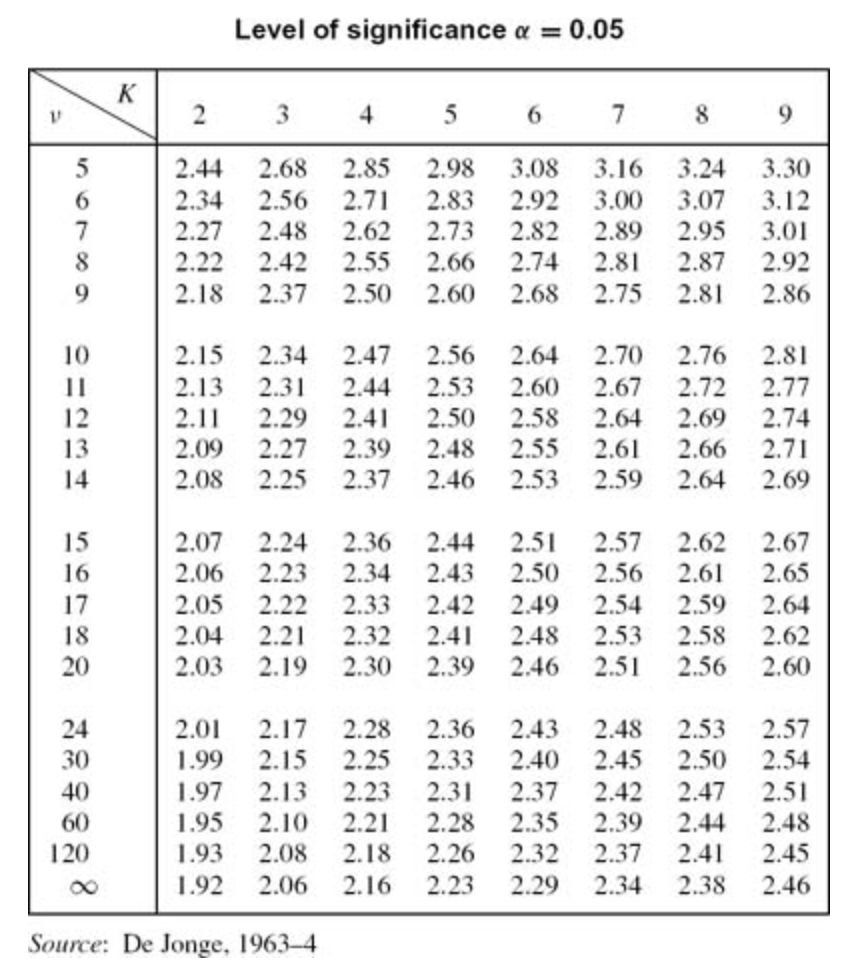 Level of significance α = 0.05
K
ν
2 3 4 5 6 7 8 9
5 2.44 2.68 2.85 2.98 3.08 3.16 3.24 3.30
6 2.34 2.56 2.71 2.83 2.92 3.00 3.07 3.12
7 2.27 2.48 2.62 2.73 2.82 2.89 2.95 3.01
8 2.22 2.42 2.55 2.66 2.74 2.81 2.87 2.92
9 2.18 2.37 2.50 2.60 2.68 2.75 2.81 2.86
10 2.15 2.34 2.47 2.56 2.64 2.70 2.76 2.81
11 2.13 2.31 2.44 2.53 2.60 2.67 2.72 2.77
12 2.11 2.29 2.41 2.50 2.58 2.64 2.69 2.74
13 2.09 2.27 2.39 2.48 2.55 2.61 2.66 2.71
14 2.08 2.25 2.37 2.46 2.53 2.59 2.64 2.69
15 2.07 2.24 2.36 2.44 2.51 2.57 2.62 2.67
16 2.06 2.23 2.34 2.43 2.50 2.56 2.61 2.65
17 2.05 2.22 2.33 2.42 2.49 2.54 2.59 2.64
18 2.04 2.21 2.32 2.41 2.48 2.53 2.58 2.62
20 2.03 2.19 2.30 2.39 2.46 2.51 2.56 2.60
24 2.01 2.17 2.28 2.36 2.43 2.48 2.53 2.57
30 1.99 2.15 2.25 2.33 2.40 2.45 2.50 2.54
40 1.97 2.13 2.23 2.31 2.37 2.42 2.47 2.51
60 1.95 2.10 2.21 2.28 2.35 2.39 2.44 2.48
120 1.93 2.08 2.18 2.26 2.32 2.37 2.41 2.45
∞ 1.92 2.06 2.16 2.23 2.29 2.34 2.38 2.46
Source: De Jonge, 1963–4